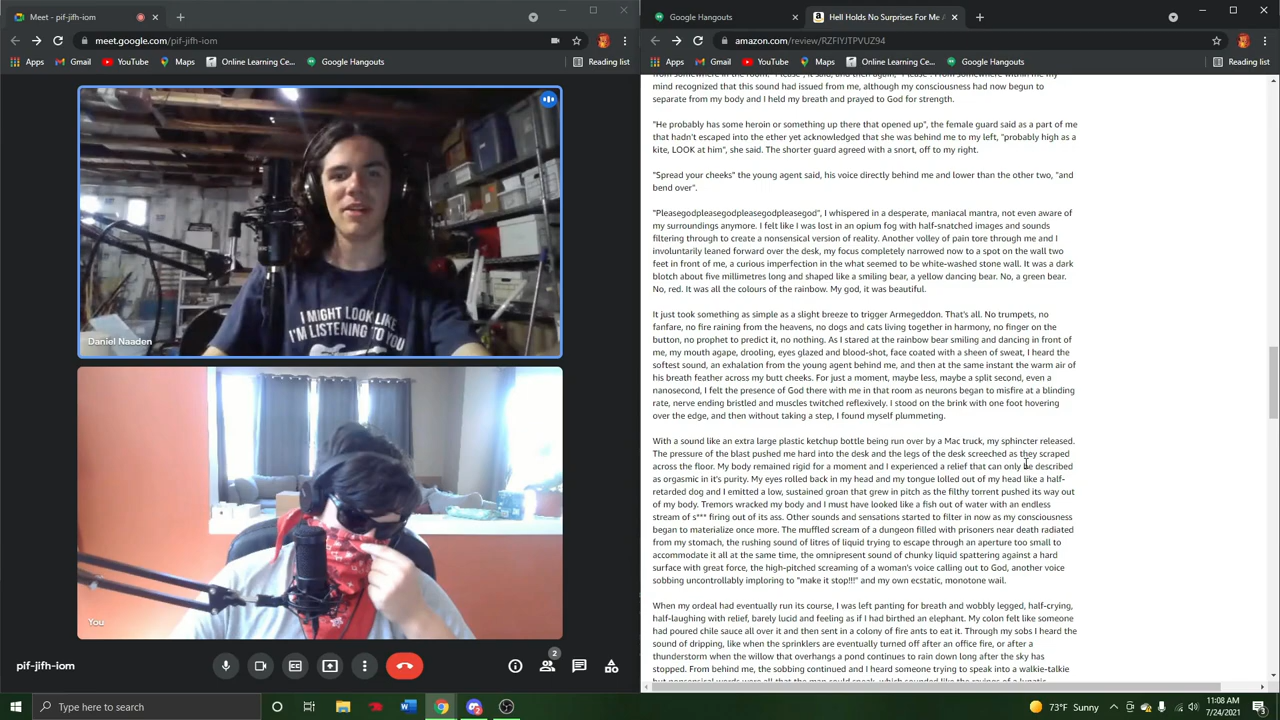 Meet - pif-jifh-iom
Google Hangouts
Hell Holds No Surprises For Me
meet.google.com/pif-jifh-iom
amazon.com/review/RZFIYJTPVUZ94
Apps Gmail YouTube Maps Online Learning Ce... Google Hangouts Reading list
Apps Gmail YouTube Maps Online Learning Ce... Google Hangouts Reading list
I MIGHT LOOK LIKE
I'M LISTENING TO YOU
Daniel Naaden
You
pif-jifh-iom
2
mind recognized that this sound had issued from me, although my consciousness had now begun to
separate from my body and I held my breath and prayed to God for strength.
"He probably has some heroin or something up there that opened up", the female guard said as a part of me
that hadn't escaped into the ether yet acknowledged that she was behind me to my left, "probably high as a
kite, LOOK at him", she said. The shorter guard agreed with a snort, off to my right.
"Spread your cheeks" the young agent said, his voice directly behind me and lower than the other two, "and
bend over".
"Pleasegodpleasegodpleasegodpleasegod", I whispered in a desperate, maniacal mantra, not even aware of
my surroundings anymore. I felt like I was lost in an opium fog with half-snatched images and sounds
filtering through to create a nonsensical version of reality. Another volley of pain tore through me and I
involuntarily leaned forward over the desk, my focus completely narrowed now to a spot on the wall two
feet in front of me, a curious imperfection in the what seemed to be white-washed stone wall. It was a dark
blotch about five millimetres long and shaped like a smiling bear, a yellow dancing bear. No, a green bear.
No, red. It was all the colours of the rainbow. My god, it was beautiful.
It just took something as simple as a slight breeze to trigger Armegeddon. That's all. No trumpets, no
fanfare, no fire raining from the heavens, no dogs and cats living together in harmony, no finger on the
button, no prophet to predict it, no nothing. As I stared at the rainbow bear smiling and dancing in front of
me, my mouth agape, drooling, eyes glazed and blood-shot, face coated with a sheen of sweat, I heard the
softest sound, an exhalation from the young agent behind me, and then at the same instant the warm air of
his breath feather across my butt cheeks. For just a moment, maybe less, maybe a split second, even a
nanosecond, I felt the presence of God there with me in that room as neurons began to misfire at a blinding
rate, nerve ending bristled and muscles twitched reflexively. i stood on the brink with one foot hovering
over the edge, and then without taking a step, I found myself plummeting.
With a sound like an extra large plastic ketchup bottle being run over by a Mac truck, my sphincter released.
The pressure of the blast pushed me hard into the desk and the legs of the desk screeched as they scraped
across the floor. My body remained rigid for a moment and I experienced a relief that can only be described
as orgasmic in it's purity. My eyes rolled back in my head and my tongue lolled out of my head like a half-
retarded dog and I emitted a low, sustained groan that grew in pitch as the filthy torrent pushed its way out
of my body. Tremors wracked my body and I must have looked like a fish out of water with an endless
stream of s*** firing out of its ass. Other sounds and sensations started to filter in now as my consciousness
began to materialize once more. The muffled scream of a dungeon filled with prisoners near death radiated
from my stomach, the rushing sound of litres of liquid trying to escape through an aperture too small to
accommodate it all at the same time, the omnipresent sound of chunky liquid spattering against a hard
surface with great force, the high-pitched screaming of a woman's voice calling out to God, another voice
sobbing uncontrollably imploring to "make it stop!!!" and my own ecstatic, monotone wail.
When my ordeal had eventually run its course, I was left panting for breath and wobbly legged, half-crying,
half-laughing with relief, barely lucid and feeling as if I had birthed an elephant. My colon felt like someone
had poured chile sauce all over it and then sent in a colony of fire ants to eat it. Through my sobs I heard the
sound of dripping, like when the sprinklers are eventually turned off after an office fire, or after a
thunderstorm when the willow that overhangs a pond continues to rain down long after the sky has
stopped. From behind me, the sobbing continued and I heard someone trying to speak into a walkie-talkie
Type here to search
73°F Sunny
11:08 AM
7/24/2021